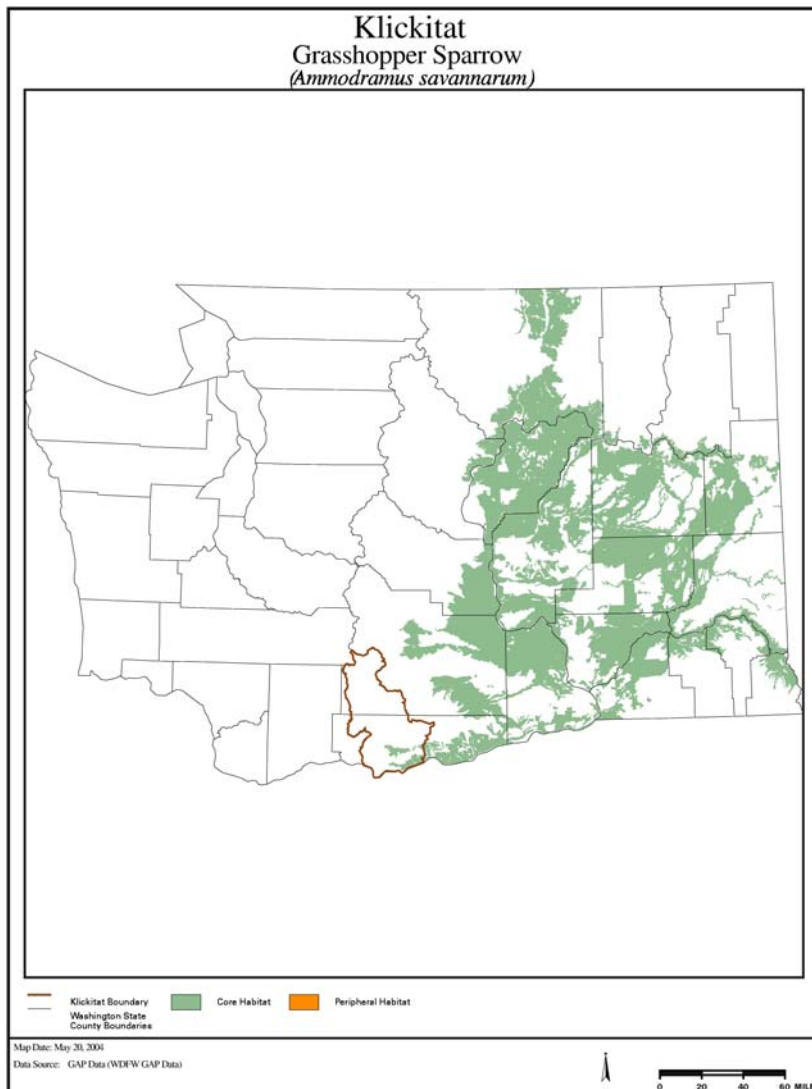 Klickitat
Grasshopper Sparrow
(Ammodramus savannarum)
Klickitat Boundary
Washington State
County Boundaries
Core Habitat
Peripheral Habitat
Map Date: May 20, 2004
Data Source: GAP Data (WDFW GAP Data)
0 20 40 60 Miles